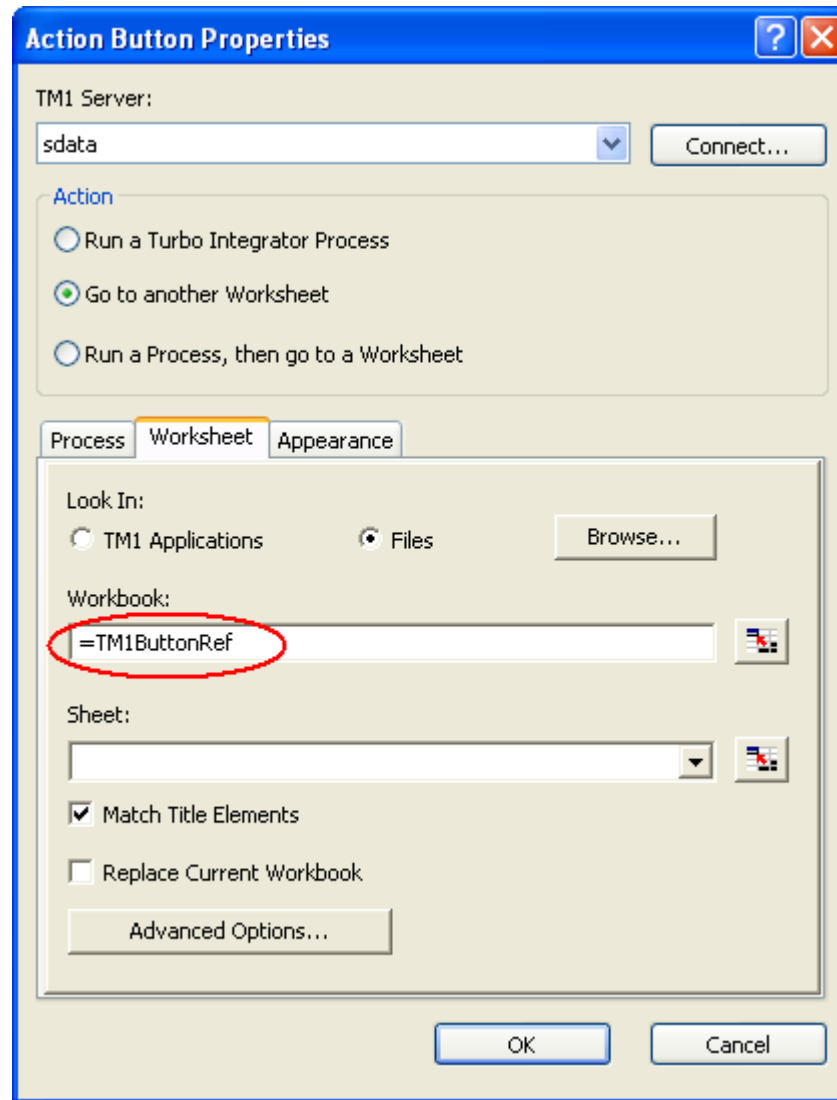 Action Button Properties
TM1 Server:
sdata
Connect...
Action
Run a Turbo Integrator Process
Go to another Worksheet
Run a Process, then go to a Worksheet
Process Worksheet Appearance
Look In:
TM1 Applications Files Browse...
Workbook:
=TM1ButtonRef
Sheet:
Match Title Elements
Replace Current Workbook
Advanced Options...
OK Cancel